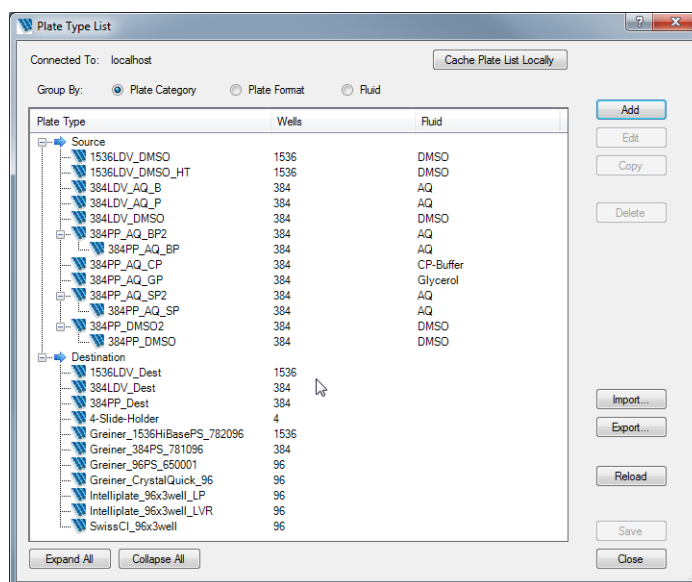 Plate Type List
Connected To: localhost Cache Plate List Locally
Group By: Plate Category Plate Format Fluid
Plate Type Wells Fluid
Source
1536LDV_DMSO 1536 DMSO
1536LDV_DMSO_HT 1536 DMSO
384LDV_AQ_B 384 AQ
384LDV_AQ_P 384 AQ
384LDV_DMSO 384 DMSO
384PP_AQ_BP2 384 AQ
384PP_AQ_BP 384 AQ
384PP_AQ_CP 384 CP-Buffer
384PP_AQ_GP 384 Glycerol
384PP_AQ_SP2 384 AQ
384PP_AQ_SP 384 AQ
384PP_DMSO2 384 DMSO
384PP_DMSO 384 DMSO
Destination
1536LDV_Dest 1536
384LDV_Dest 384
384PP_Dest 384
4-Slide-Holder 4
Greiner_1536HiBasePS_782096 1536
Greiner_384PS_781096 384
Greiner_96PS_650001 96
Greiner_CrystalQuick_96 96
Intelliplate_96x3well_LP 96
Intelliplate_96x3well_LVR 96
SwissCI_96x3well 96
Add
Edit
Copy
Delete
Import...
Export...
Reload
Save
Close
Expand All Collapse All